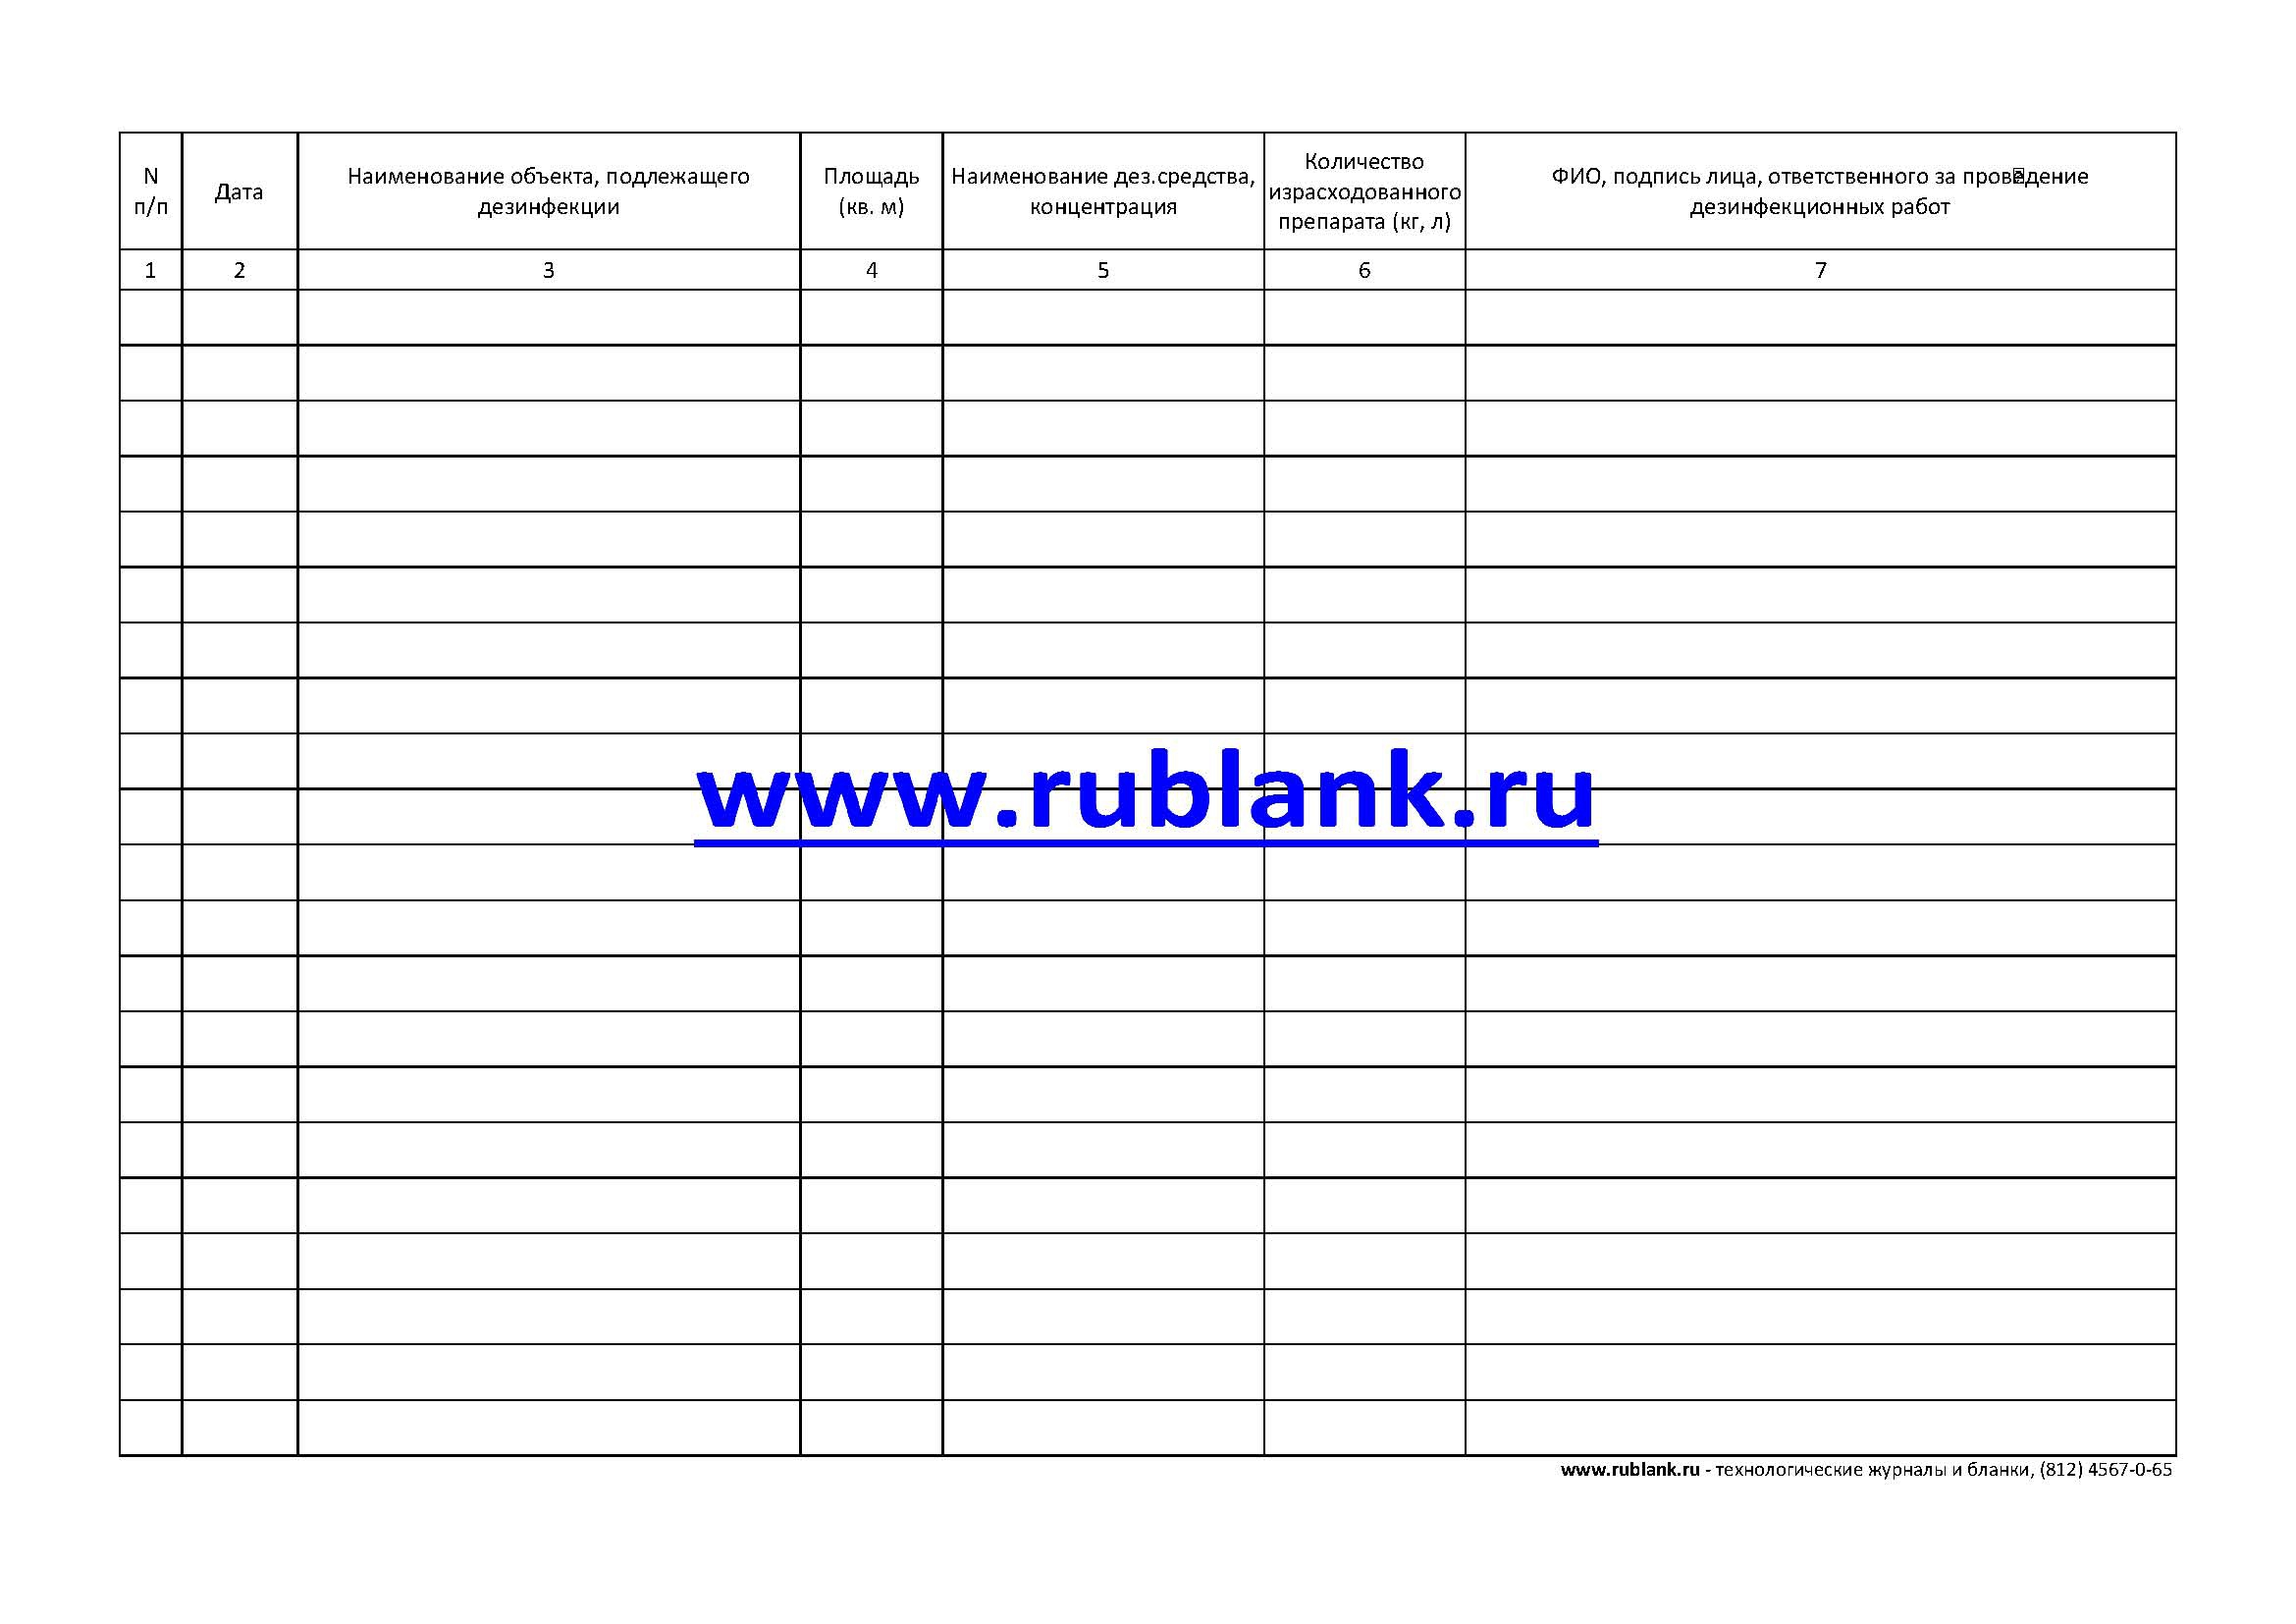 N
п/п
Дата
Наименование объекта, подлежащего
дезинфекции
Площадь
(кв. м)
Наименование дез.средства,
концентрация
Количество
израсходованного
препарата (кг, л)
ФИО, подпись лица, ответственного за проведение
дезинфекционных работ
1 2 3 4 5 6 7
www.rublank.ru
www.rublank.ru - технологические журналы и бланки, (812) 4567-0-65